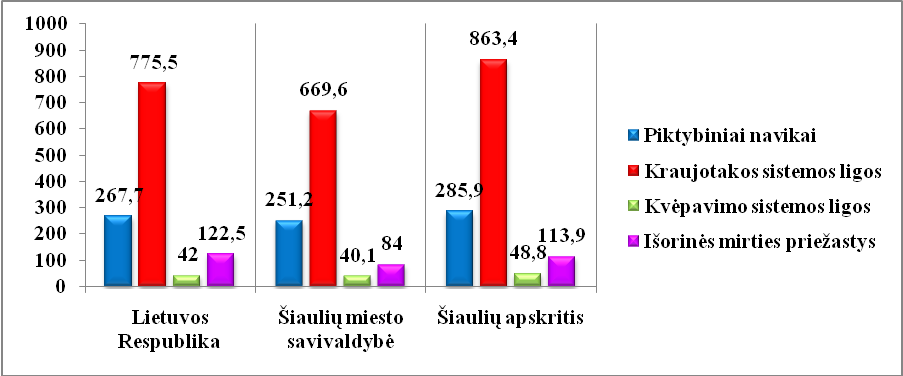 1000
900
800
700
600
500
400
300
200
100
0
267,7
775,5
42
122,5
251,2
669,6
40,1
84
285,9
863,4
48,8
113,9
Lietuvos
Respublika
Šiaulių miesto
savivaldybė
Šiaulių apskritis
Piktybiniai navikai
Kraujotakos sistemos ligos
Kvėpavimo sistemos ligos
Išorinės mirties priežastys